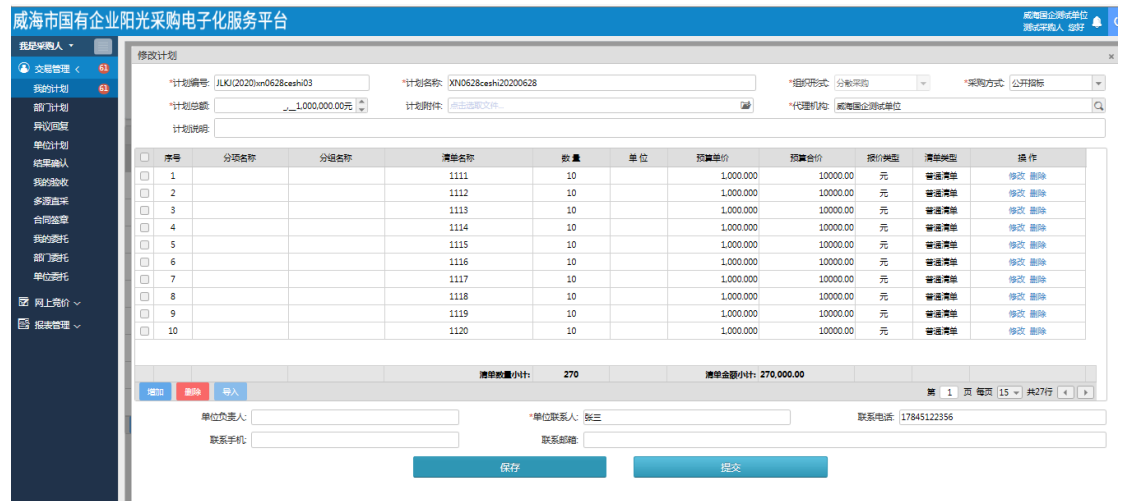 威海市国有企业阳光采购电子化服务平台
威海国企测试单位
测试采购人 您好
我是采购人
交易管理 61
我的计划 61
部门计划
异议回复
单位计划
结果确认
我的验收
多源直采
合同签章
我的委托
部门委托
单位委托
网上竞价
报表管理
修改计划 ×
*计划编号: JLKJ(2020)xn0628ceshi03 *计划名称: XN0628ceshi20200628 *组织形式: 分散采购 *采购方式: 公开招标
*计划总额: _,__1,000,000.00元 计划附件: 点击选取文件... *代理机构: 威海国企测试单位
计划说明:
序号 分项名称 分组名称 清单名称 数量 单位 预算单价 预算合价 报价类型 清单类型 操作
1 1111 10 1,000.000 10000.00 元 普通清单 修改 删除
2 1112 10 1,000.000 10000.00 元 普通清单 修改 删除
3 1113 10 1,000.000 10000.00 元 普通清单 修改 删除
4 1114 10 1,000.000 10000.00 元 普通清单 修改 删除
5 1115 10 1,000.000 10000.00 元 普通清单 修改 删除
6 1116 10 1,000.000 10000.00 元 普通清单 修改 删除
7 1117 10 1,000.000 10000.00 元 普通清单 修改 删除
8 1118 10 1,000.000 10000.00 元 普通清单 修改 删除
9 1119 10 1,000.000 10000.00 元 普通清单 修改 删除
10 1120 10 1,000.000 10000.00 元 普通清单 修改 删除
清单数量小计: 270 清单金额小计: 270,000.00
增加 删除 导入 第 1 页 每页 15 共27行
单位负责人: *单位联系人: 张三 联系电话: 17845122356
联系手机: 联系邮箱:
保存 提交